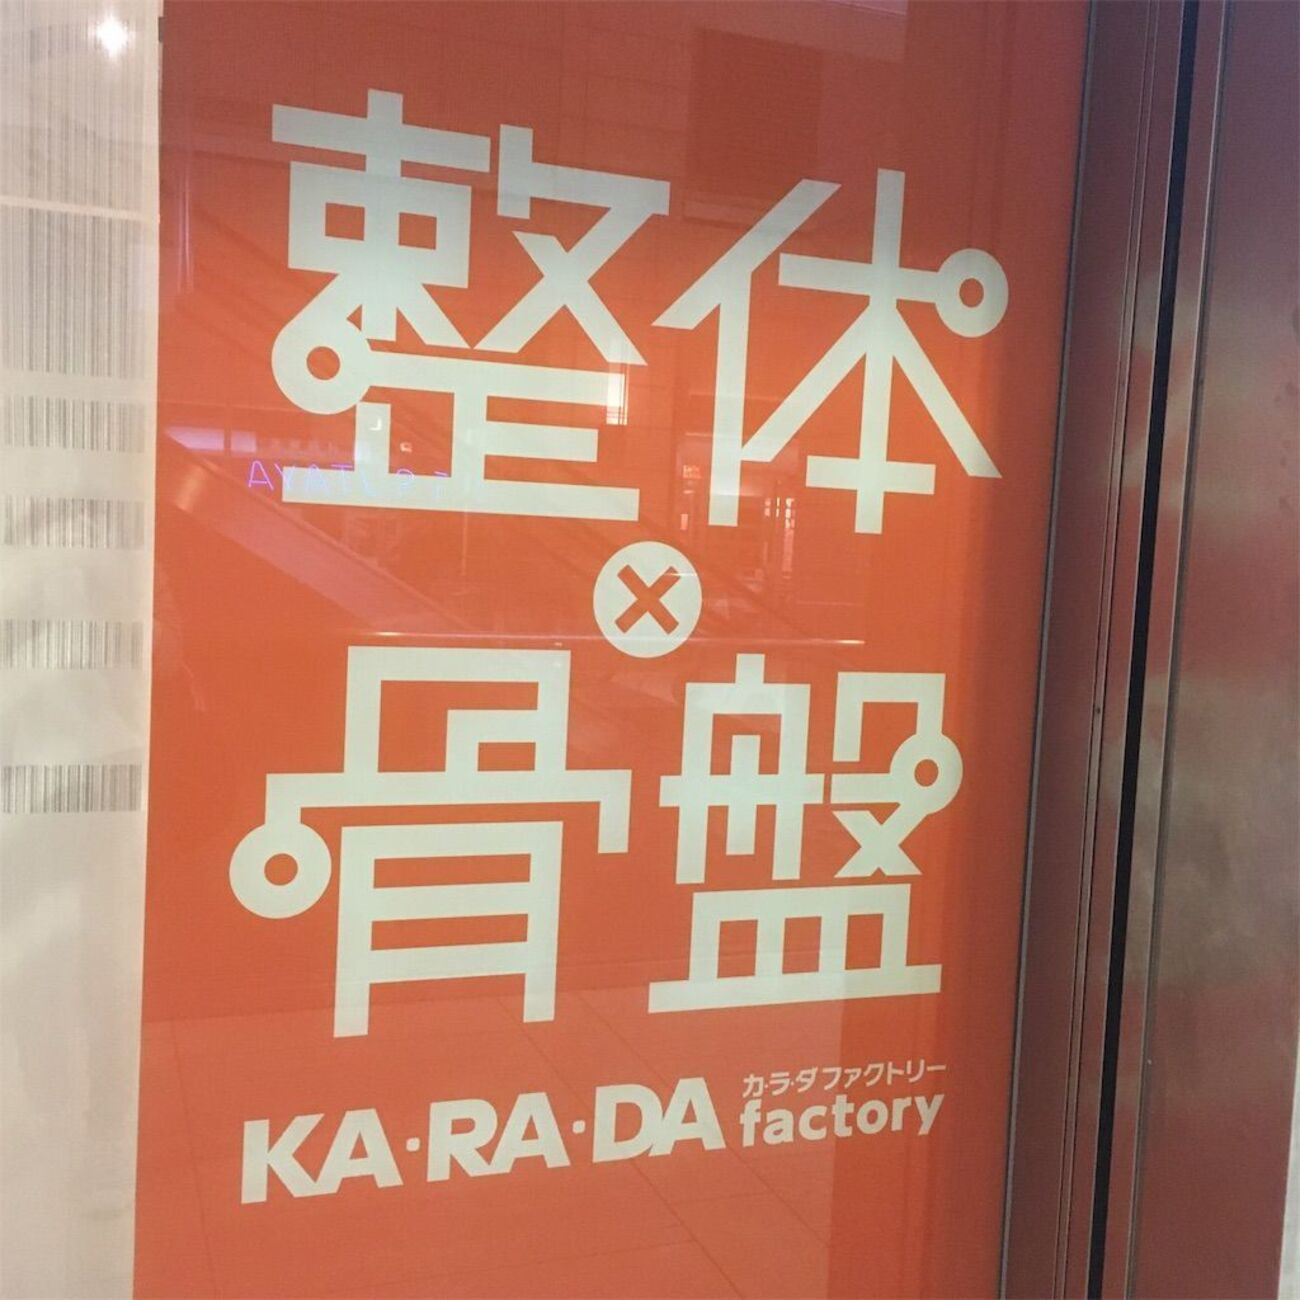 整体
×
骨盤
KA・RA・DA カ・ラ・ダ ファクトリー
factory